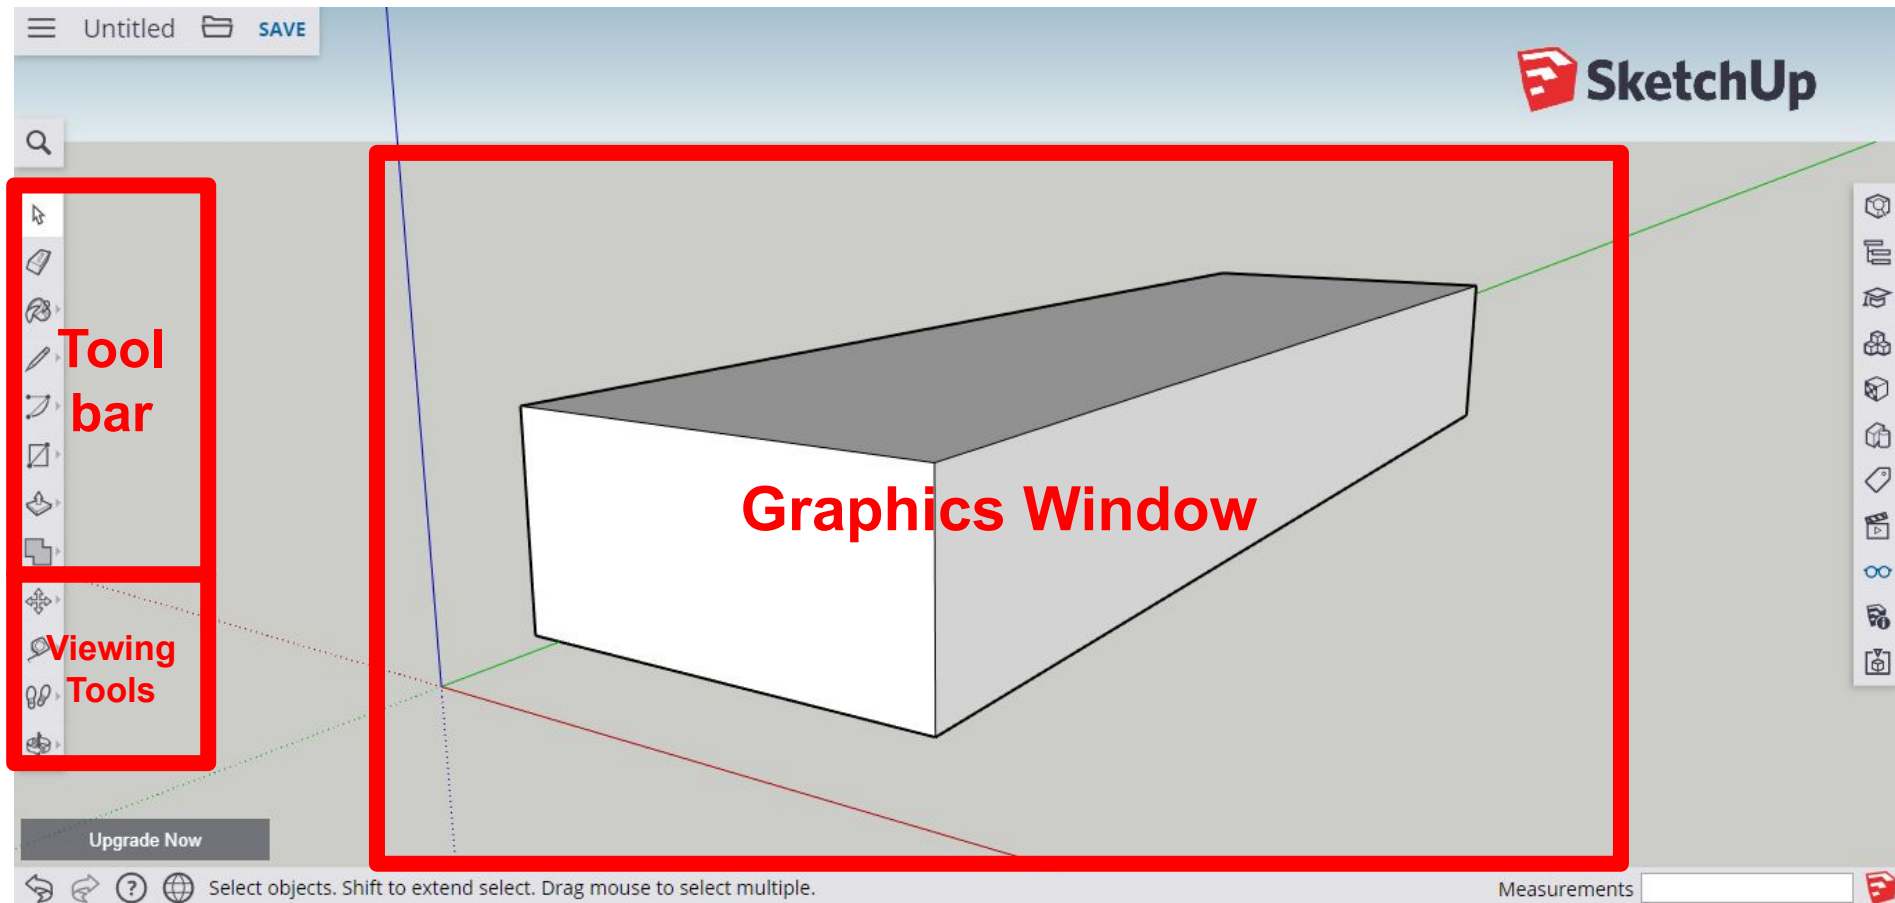 Untitled SAVE
SketchUp
Tool
bar
Graphics Window
Viewing
Tools
Upgrade Now
Select objects. Shift to extend select. Drag mouse to select multiple.
Measurements